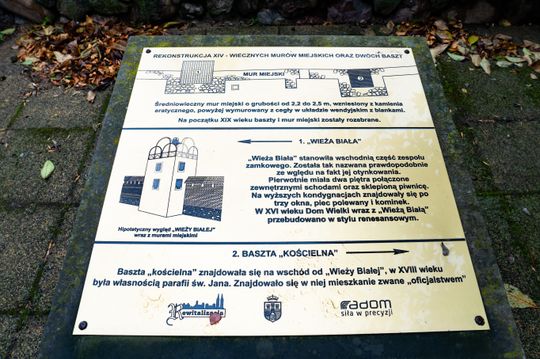 REKONSTRUKCJA XIV - WIECZNYCH MURÓW MIEJSKICH ORAZ DWÓCH BASZT
MUR MIEJSKI
Średniowieczny mur miejski o grubości od 2,2 do 2,5 m, wzniesiony z kamienia
eratycznego, powyżej wymurowany z cegły w układzie wendyjskim z blankami
Na początku XIX wieku baszty i mur miejski zostały rozebrane.
1. „WIEŻA BIAŁA”
„Wieża Biała” stanowiła wschodnią część zespołu
zamkowego. Została tak nazwana prawdopodobnie
ze względu na fakt jej otynkowania.
Pierwotnie miała dwa piętra połączone
zewnętrznymi schodami oraz sklepioną piwnicę.
Na wyższych kondygnacjach znajdowały się po
trzy okna, piec polewany i kominek.
W XVI wieku Dom Wielki wraz z „Wieżą Białą”
przebudowano w stylu renesansowym.
Hipotetyczny wygląd „WIEŻY BIAŁEJ”
wraz z murami miejskimi
2. BASZTA „KOŚCIELNA”
Baszta „kościelna” znajdowała się na wschód od „Wieży Białej”, w XVIII wieku
była własnością parafii św. Jana. Znajdowało się w niej mieszkanie zwane „oficjalstwem”
Rewitalizacja
Radom
siła w precyzji